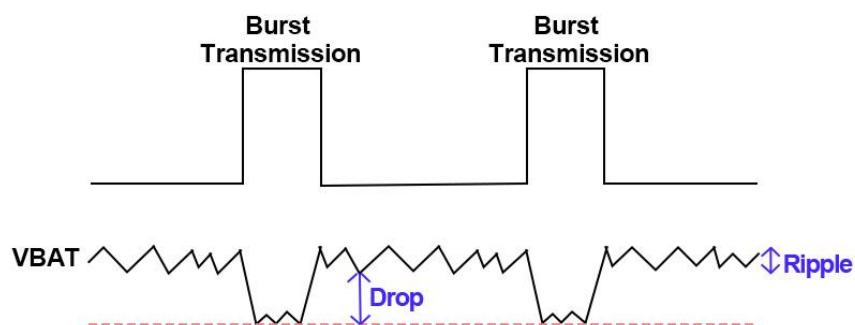 Burst
Transmission
Burst
Transmission
VBAT
Drop
Ripple